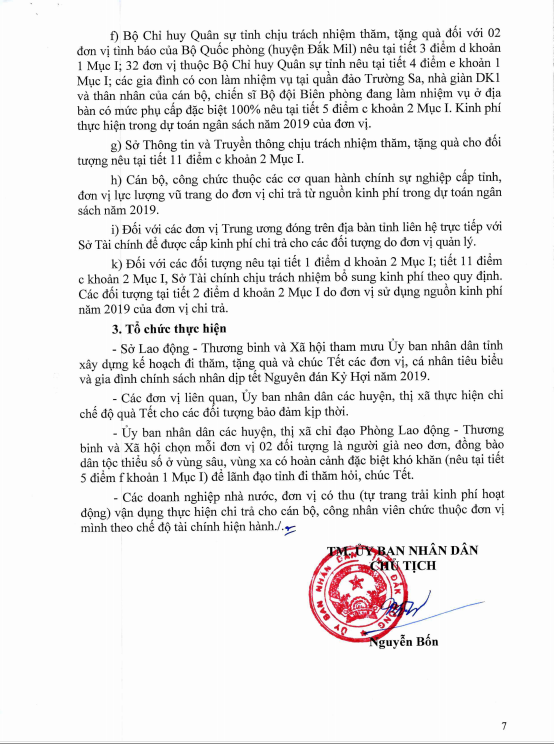 f) Bộ Chỉ huy Quân sự tỉnh chịu trách nhiệm thăm, tặng quà đối với 02
đơn vị tình báo của Bộ Quốc phòng (huyện Đắk Mil) nêu tại tiết 3 điểm d khoản
1 Mục I; 32 đơn vị thuộc Bộ Chỉ huy Quân sự tỉnh nêu tại tiết 4 điểm e khoản 1
Mục I; các gia đình có con làm nhiệm vụ tại quần đảo Trường Sa, nhà giàn DK1
và thân nhân của cán bộ, chiến sĩ Bộ đội Biên phòng đang làm nhiệm vụ ở địa
bàn có mức phụ cấp đặc biệt 100% nêu tại tiết 5 điểm c khoản 2 Mục I. Kinh phí
thực hiện trong dự toán ngân sách năm 2019 của đơn vị.
g) Sở Thông tin và Truyền thông chịu trách nhiệm thăm, tặng quà cho đối
tượng nêu tại tiết 11 điểm c khoản 2 Mục I.
h) Cán bộ, công chức thuộc các cơ quan hành chính sự nghiệp cấp tỉnh,
đơn vị lực lượng vũ trang do đơn vị chi trả từ nguồn kinh phí trong dự toán ngân
sách năm 2019.
i) Đối với các đơn vị Trung ương đóng trên địa bàn tỉnh liên hệ trực tiếp với
Sở Tài chính để được cấp kinh phí chi trả cho các đối tượng do đơn vị quản lý.
k) Đối với các đối tượng nêu tại tiết 1 điểm d khoản 2 Mục I; tiết 11 điểm
c khoản 2 Mục I, Sở Tài chính chịu trách nhiệm bổ sung kinh phí theo quy định.
Các đối tượng tại tiết 2 điểm d khoản 2 Mục I do đơn vị sử dụng nguồn kinh phí
năm 2019 của đơn vị chi trả.
3. Tổ chức thực hiện
- Sở Lao động - Thương binh và Xã hội tham mưu Ủy ban nhân dân tỉnh
xây dựng kế hoạch đi thăm, tặng quà và chúc Tết các đơn vị, cá nhân tiêu biểu
và gia đình chính sách nhân dịp tết Nguyên đán Kỷ Hợi năm 2019.
- Các đơn vị liên quan, Ủy ban nhân dân các huyện, thị xã thực hiện chi
chế độ quà Tết cho các đối tượng bảo đảm kịp thời.
- Ủy ban nhân dân các huyện, thị xã chỉ đạo Phòng Lao động - Thương
binh và Xã hội chọn mỗi đơn vị 02 đối tượng là người già neo đơn, đồng bào
dân tộc thiểu số ở vùng sâu, vùng xa có hoàn cảnh đặc biệt khó khăn (nêu tại tiết
5 điểm f khoản 1 Mục I) để lãnh đạo tỉnh đi thăm hỏi, chúc Tết.
- Các doanh nghiệp nhà nước, đơn vị có thu (tự trang trải kinh phí hoạt
động) vận dụng thực hiện chi trả cho cán bộ, công nhân viên chức thuộc đơn vị
mình theo chế độ tài chính hiện hành./.
TM. ỦY BAN NHÂN DÂN
CHỦ TỊCH
ỦY BAN NHÂN DÂN TỈNH ĐẮK NÔNG
Nguyễn Bốn
7